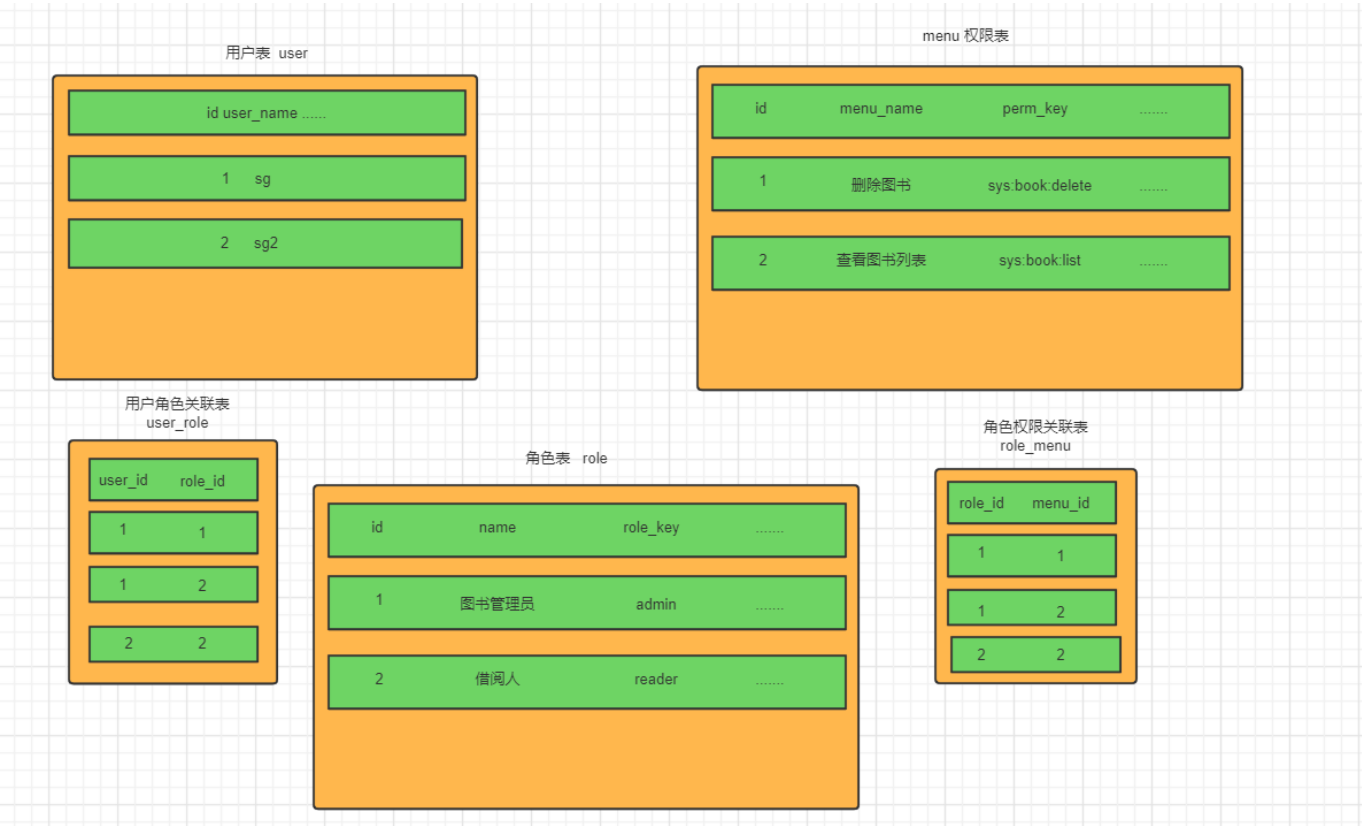 用户表 user
id user_name ......
1 sg
2 sg2
menu 权限表
id menu_name perm_key .......
1 删除图书 sys:book:delete .......
2 查看图书列表 sys:book:list .......
用户角色关联表
user_role
user_id role_id
1 1
1 2
2 2
角色表 role
id name role_key .......
1 图书管理员 admin .......
2 借阅人 reader .......
角色权限关联表
role_menu
role_id menu_id
1 1
1 2
2 2